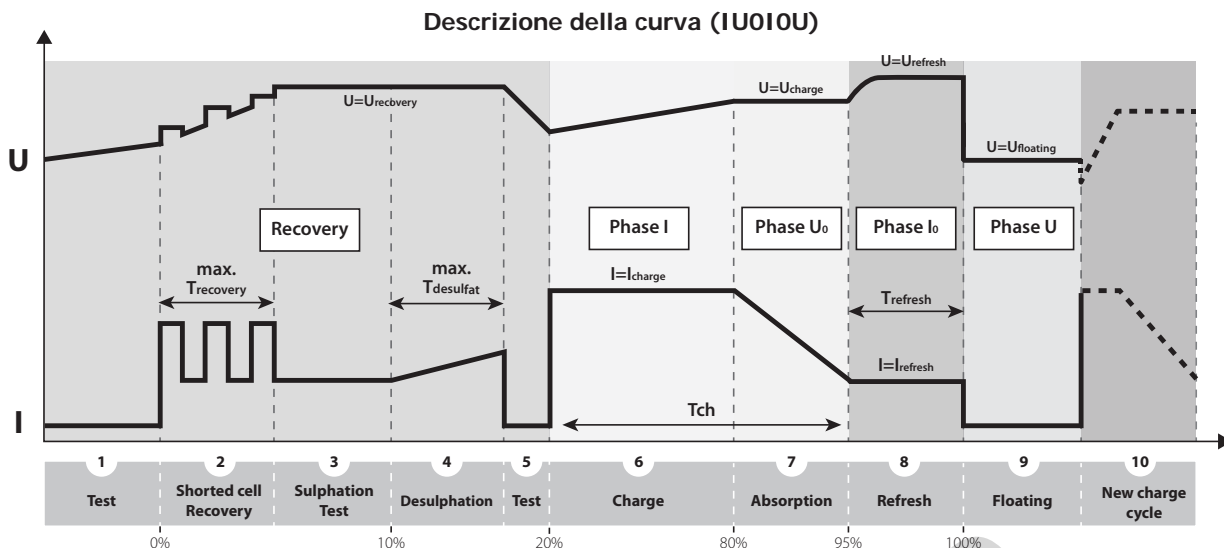 Descrizione della curva (IU0I0U)
U=Urecovery
U=Ucharge
U=Urefresh
U=Ufloating
U
Recovery
Phase I
Phase U0
Phase I0
Phase U
max.
Trecovery
max.
Tdesulfat
I=Icharge
Trefresh
I=Irefresh
Tch
I
1
2
3
4
5
6
7
8
9
10
Test
Shorted cell
Recovery
Sulphation
Test
Desulphation
Test
Charge
Absorption
Refresh
Floating
New charge
cycle
0%
10%
20%
80%
95%
100%